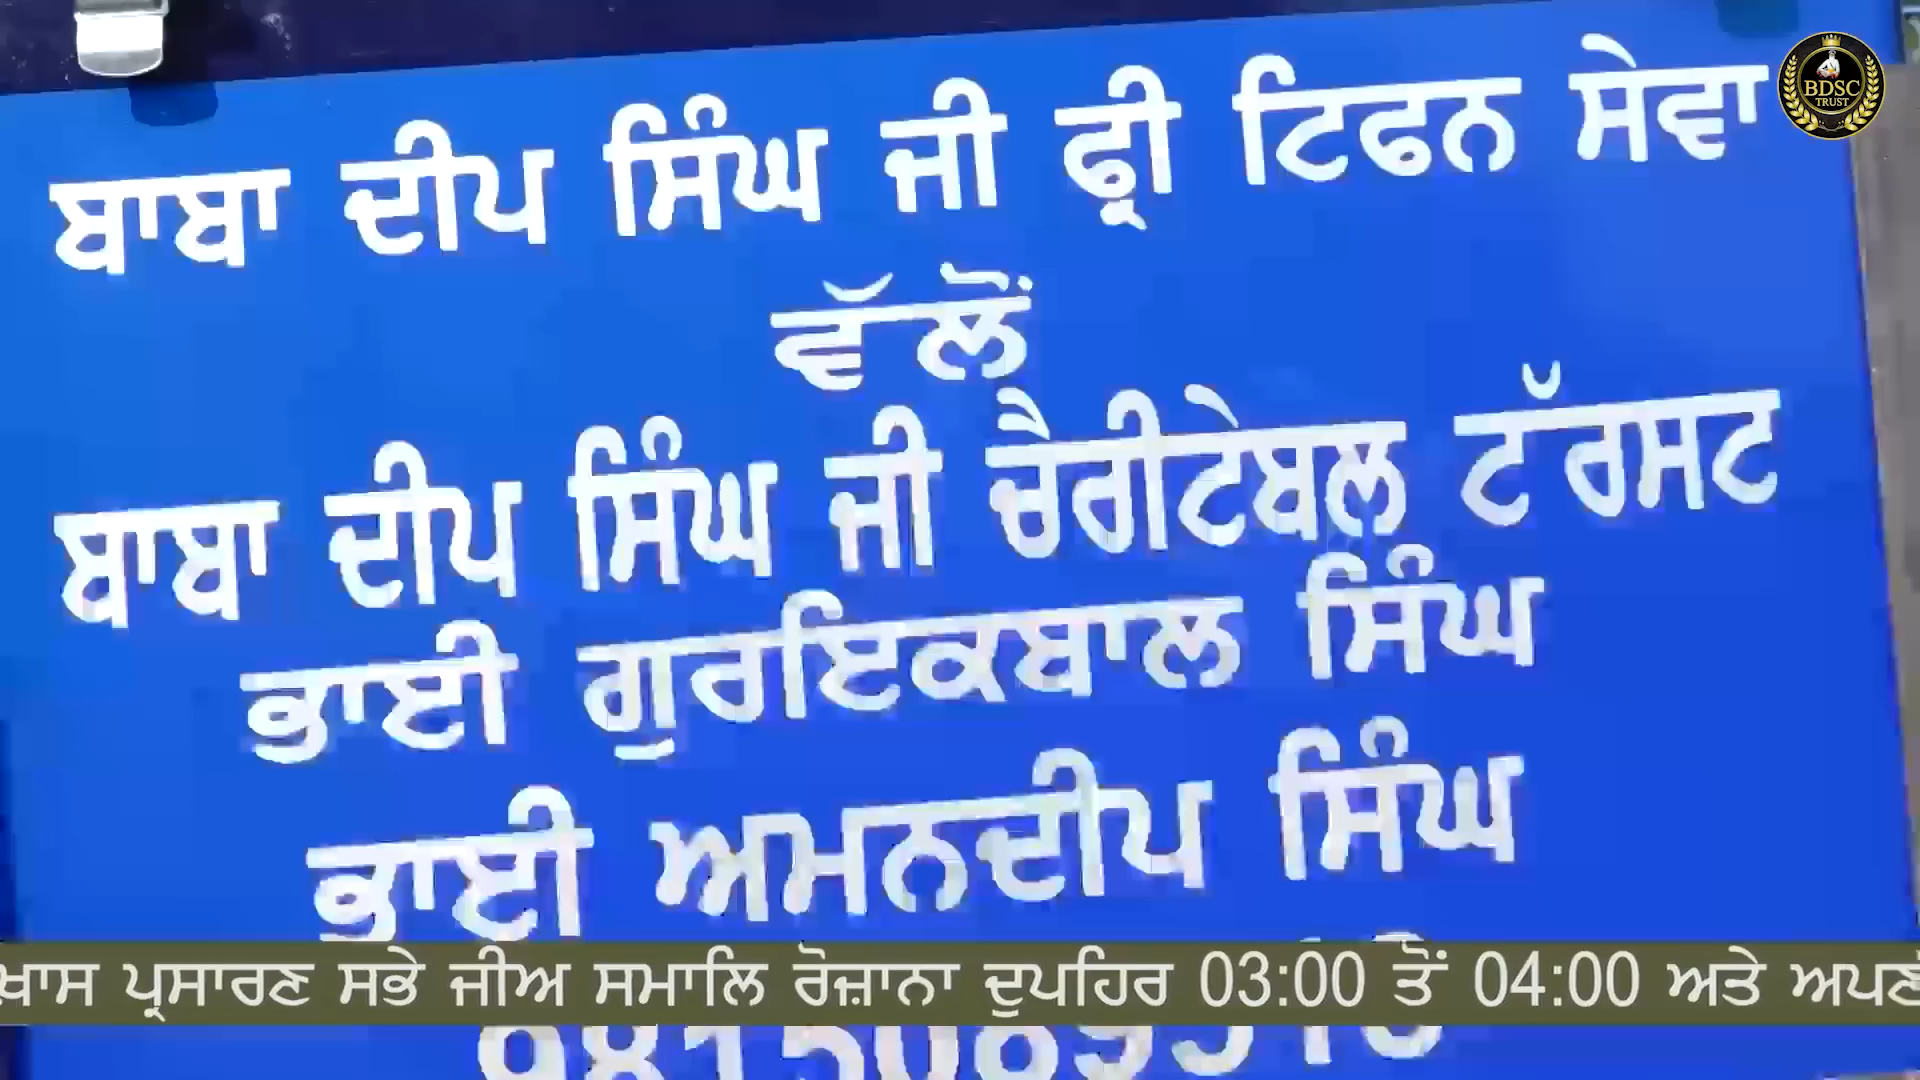 ਬਾਬਾ ਦੀਪ ਸਿੰਘ ਜੀ ਫ੍ਰੀ ਟਿਫਨ ਸੇਵਾ
BDSC
TRUST
ਵੱਲੋਂ
ਬਾਬਾ ਦੀਪ ਸਿੰਘ ਜੀ ਚੈਰੀਟੇਬਲ ਟੱਰਸਟ
ਭਾਈ ਗੁਰਇਕਬਾਲ ਸਿੰਘ
ਭਾਈ ਅਮਨਦੀਪ ਸਿੰਘ
ਖ਼ਾਸ ਪ੍ਰਸਾਰਣ ਸਭੇ ਜੀਅ ਸਮਾਲਿ ਰੋਜ਼ਾਨਾ ਦੁਪਹਿਰ 03:00 ਤੋਂ 04:00 ਅਤੇ